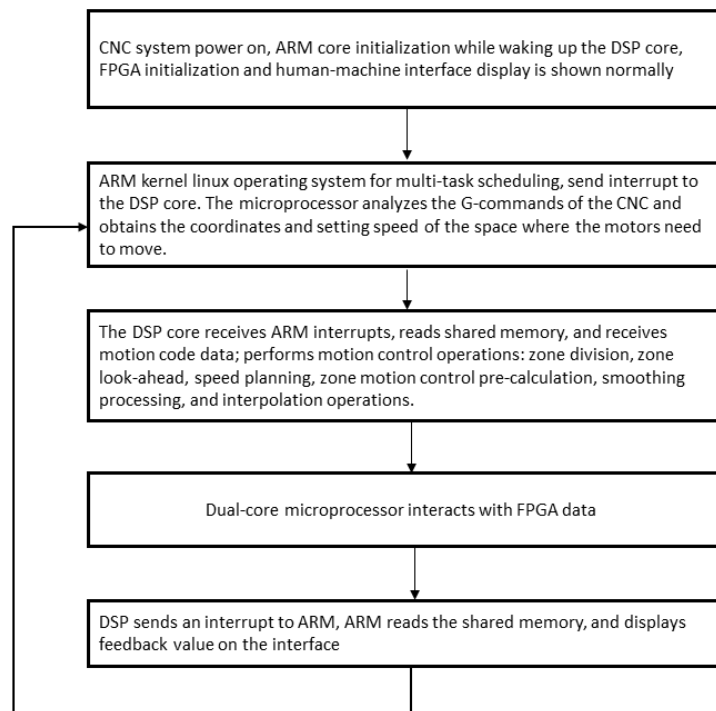 CNC system power on, ARM core initialization while waking up the DSP core,
FPGA initialization and human-machine interface display is shown normally
ARM kernel linux operating system for multi-task scheduling, send interrupt to
the DSP core. The microprocessor analyzes the G-commands of the CNC and
obtains the coordinates and setting speed of the space where the motors need
to move.
The DSP core receives ARM interrupts, reads shared memory, and receives
motion code data; performs motion control operations: zone division, zone
look-ahead, speed planning, zone motion control pre-calculation, smoothing
processing, and interpolation operations.
Dual-core microprocessor interacts with FPGA data
DSP sends an interrupt to ARM, ARM reads the shared memory, and displays
feedback value on the interface